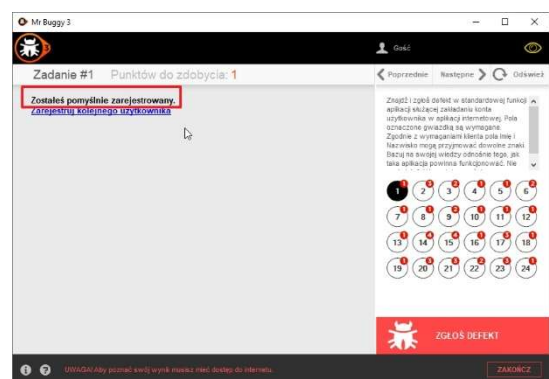 Mr Buggy 3
3
Gość
Zadanie #1 Punktów do zdobycia: 1
Poprzednie Następne Odśwież
Zostałeś pomyślnie zarejestrowany.
Zarejestruj kolejnego użytkownika
Znajdź i zgłoś defekt w standardowej funkcji
aplikacji służącej zakładaniu konta
użytkownika w aplikacji internetowej. Pola
oznaczone gwiazdką są wymagane.
Zgodnie z wymaganiami klienta pola Imię i
Nazwisko mogą przyjmować dowolne znaki.
Bazuj na swojej wiedzy odnośnie tego, jak
taka aplikacja powinna funkcjonować. Nie
1 2 3 4 5 6
7 8 9 10 11 12
13 14 15 16 17 18
19 20 21 22 23 24
ZGŁOŚ DEFEKT
UWAGA! Aby poznać swój wynik musisz mieć dostęp do internetu.
ZAKOŃCZ